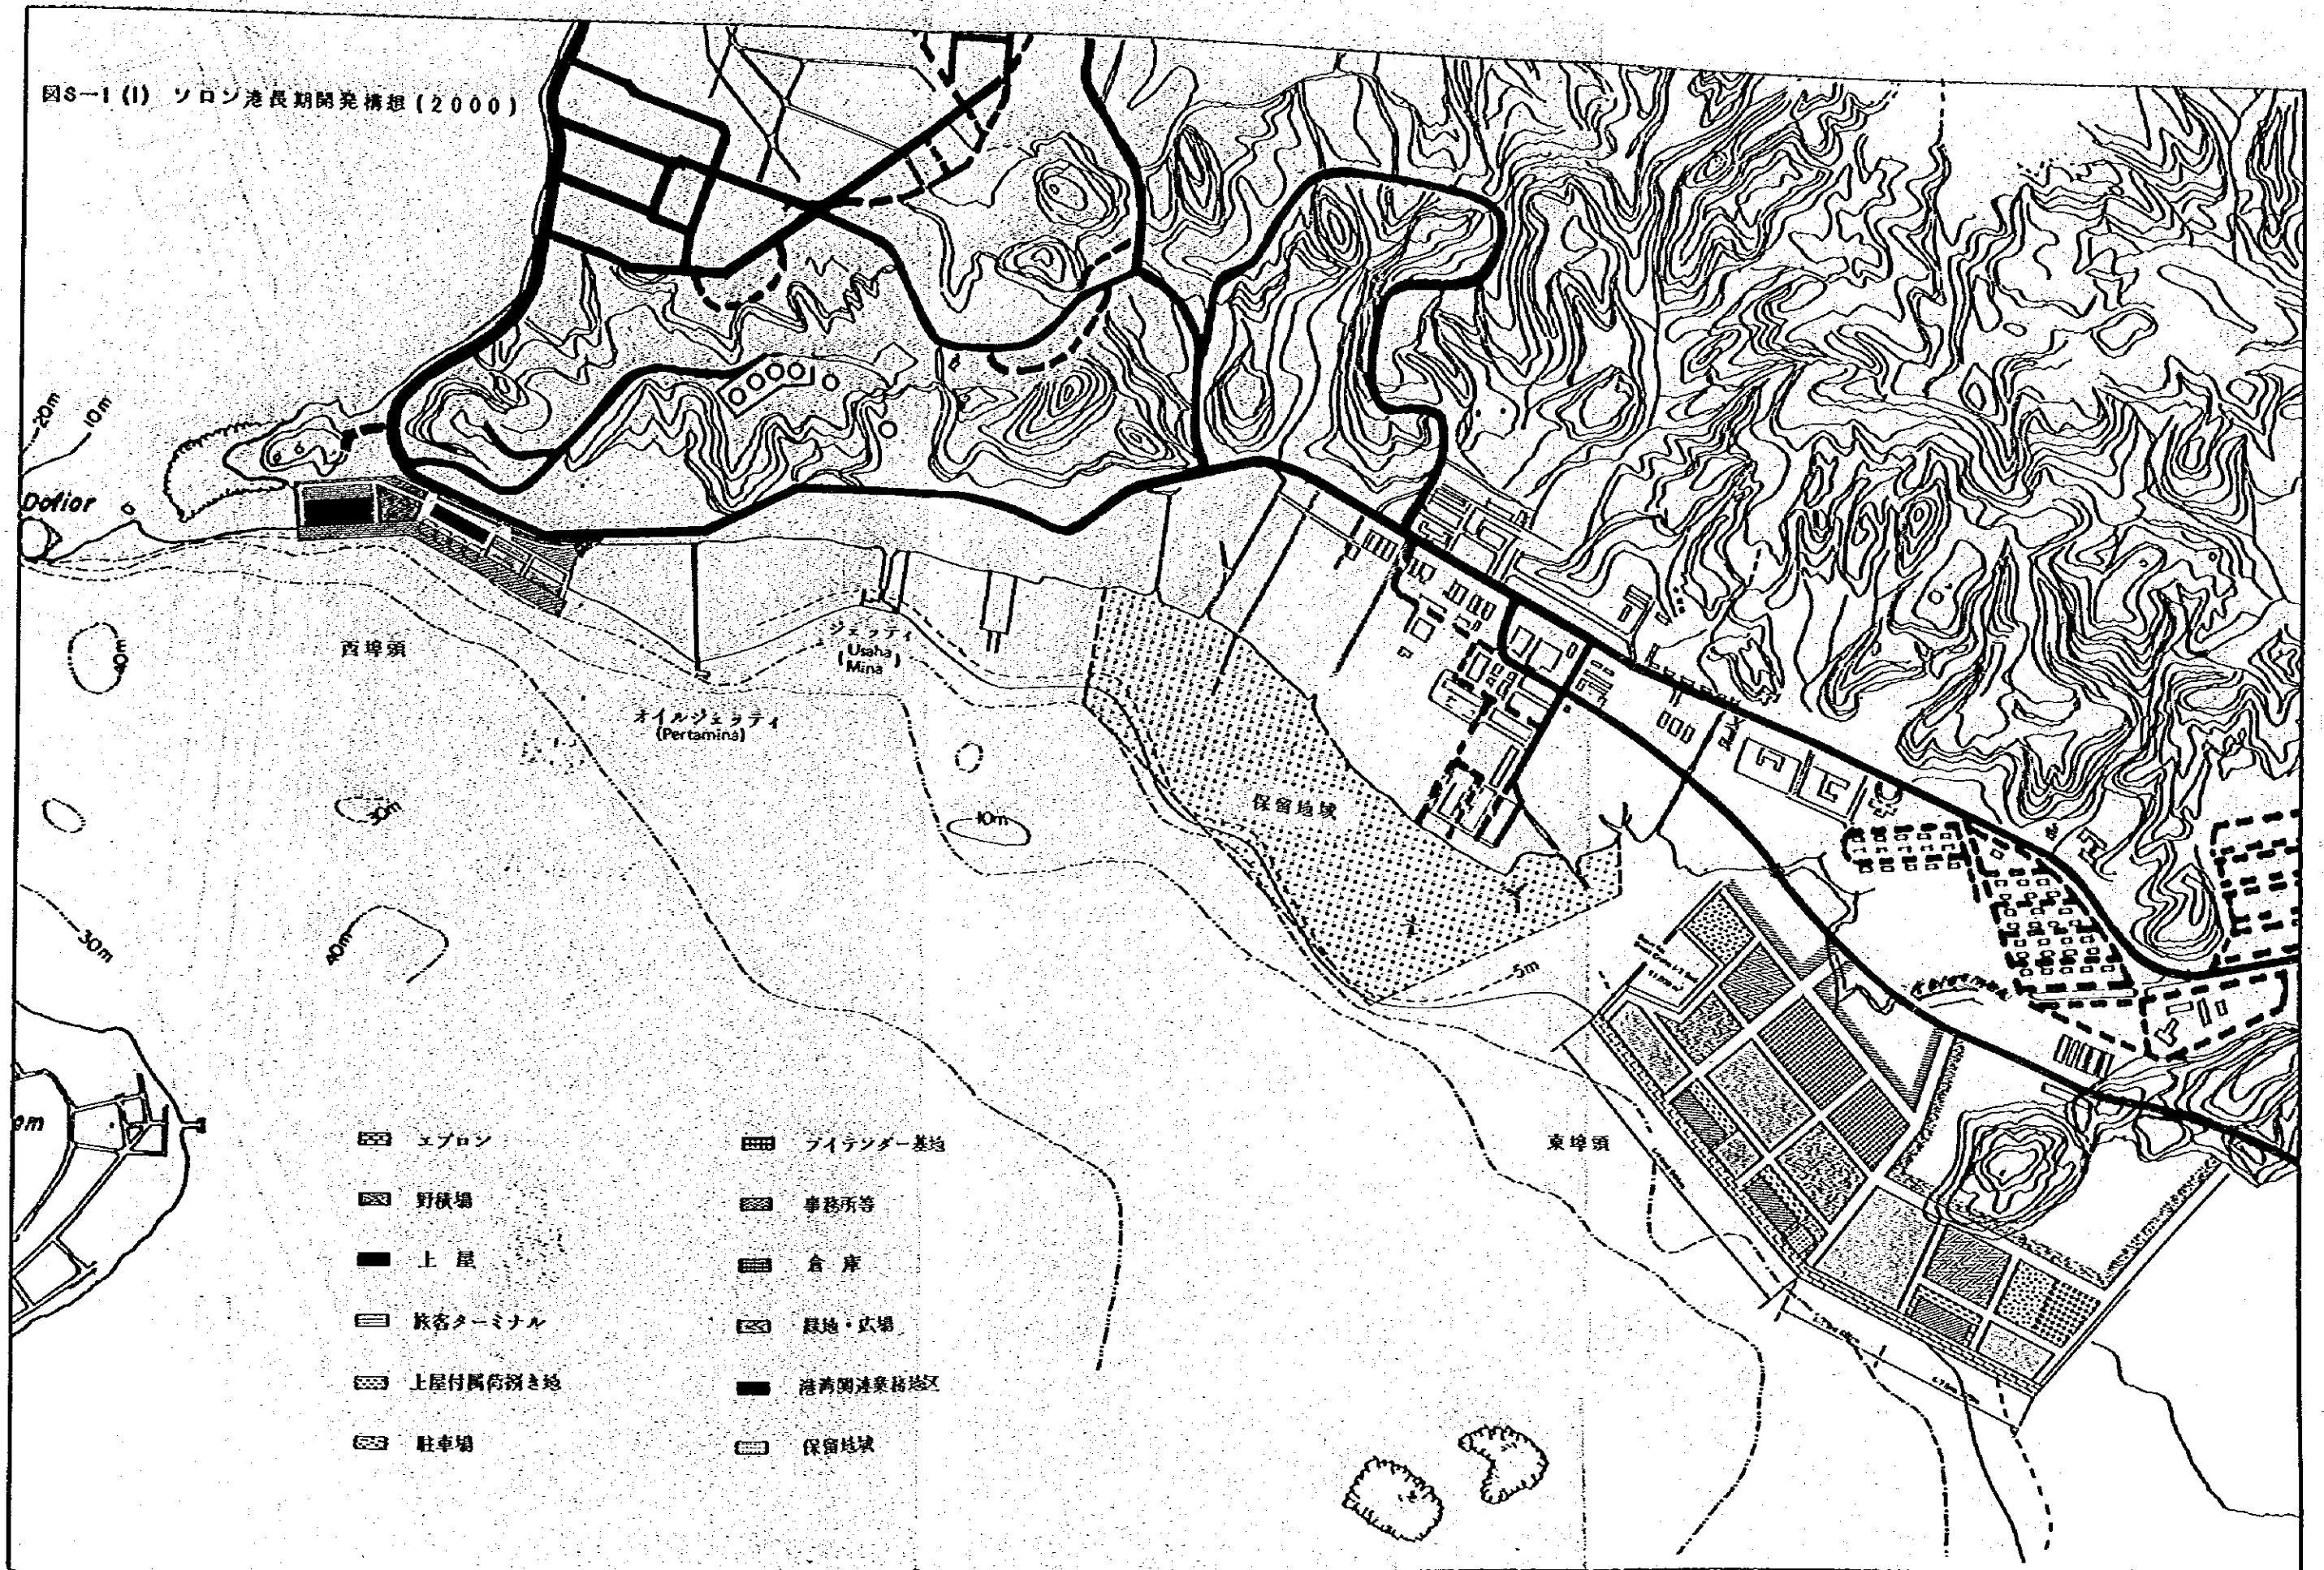 図S-1 (1) ソロン港長期開発構想 (2000)
20m
10m
Dofior
40m
西埠頭
ジェッティ
(Usaha
Mina)
オイルジェッティ
(Pertamina)
30m
10m
保留地域
30m
40m
-5m
東埠頭
om
エプロン
野積場
上屋
旅客ターミナル
上屋付属荷捌き地
駐車場
ブイテンダー基地
事務所等
倉庫
緑地・広場
港湾関連業務地区
保留地域